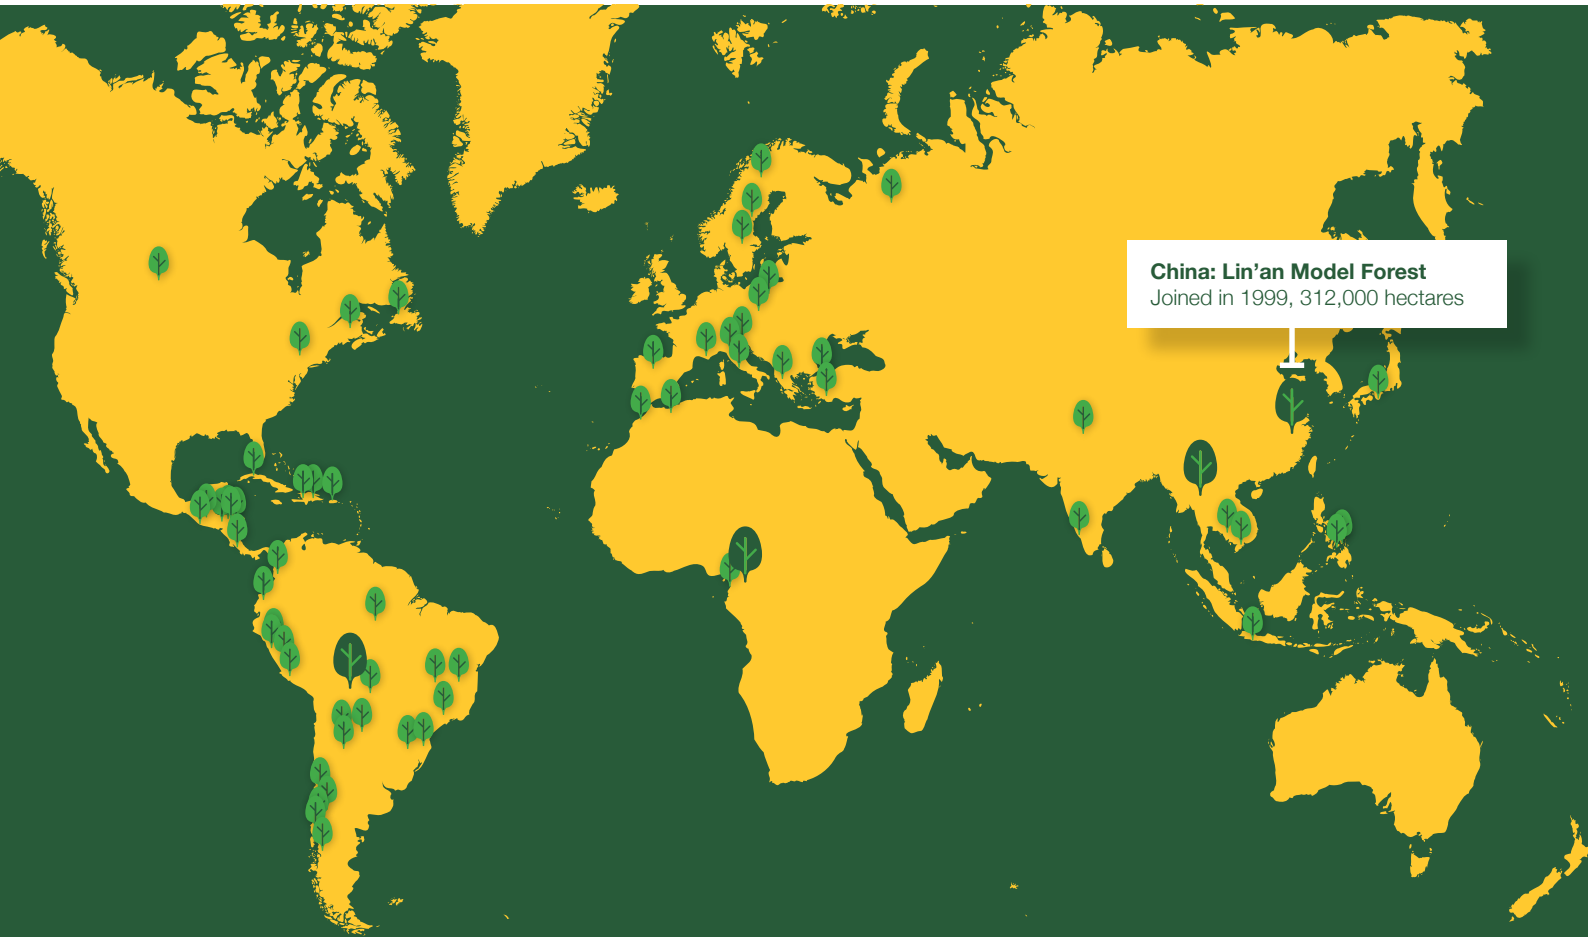 China: Lin’an Model Forest
Joined in 1999, 312,000 hectares